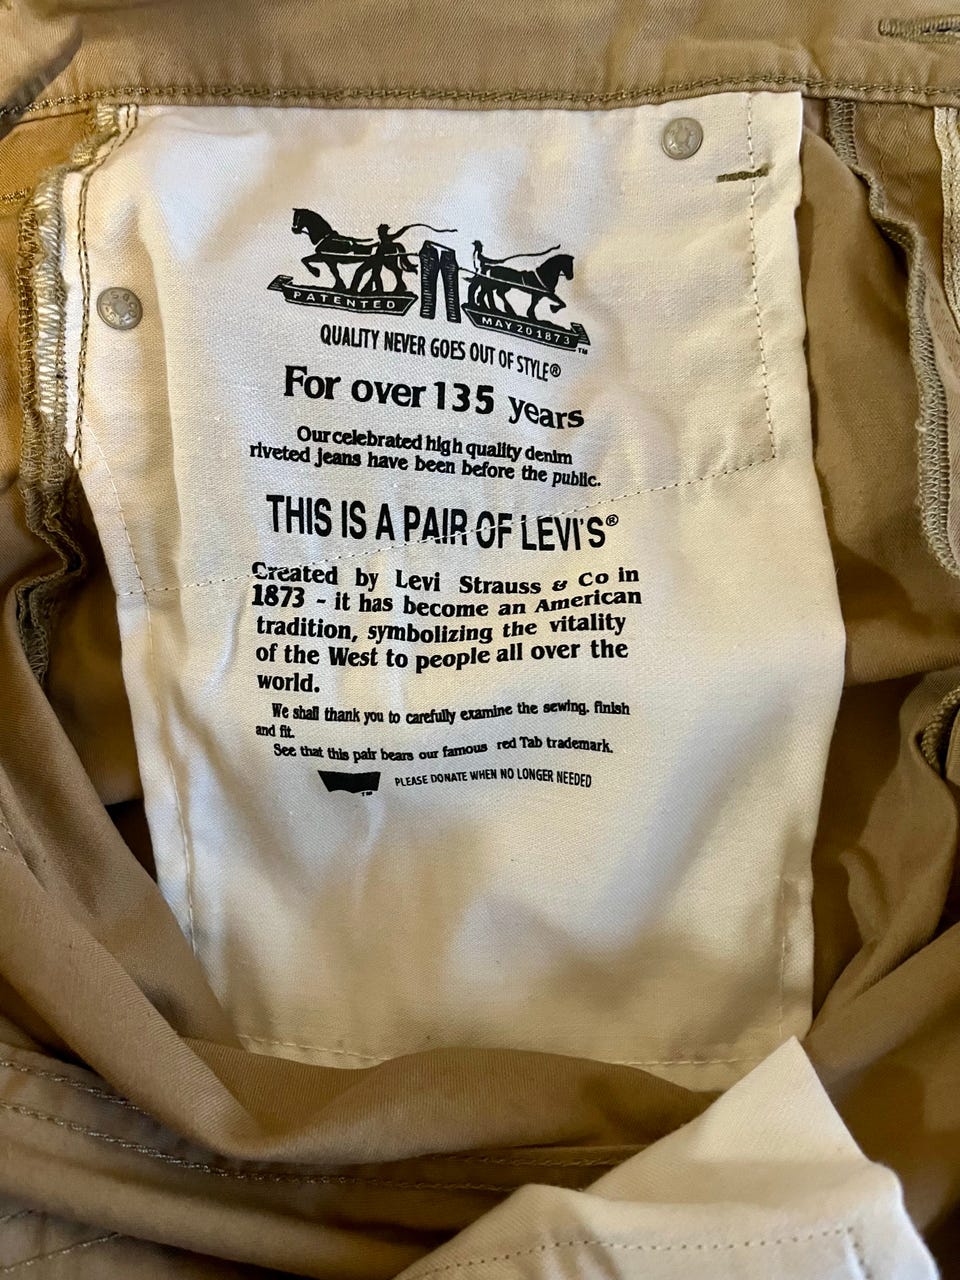 PATENTED
MAY 20 1873 ™
QUALITY NEVER GOES OUT OF STYLE®
For over 135 years
Our celebrated high quality denim
riveted jeans have been before the public.
THIS IS A PAIR OF LEVI'S®
Created by Levi Strauss & Co in
1873 - it has become an American
tradition, symbolizing the vitality
of the West to people all over the
world.
We shall thank you to carefully examine the sewing. finish
and fit.
See that this pair bears our famous red Tab trademark.
™ PLEASE DONATE WHEN NO LONGER NEEDED